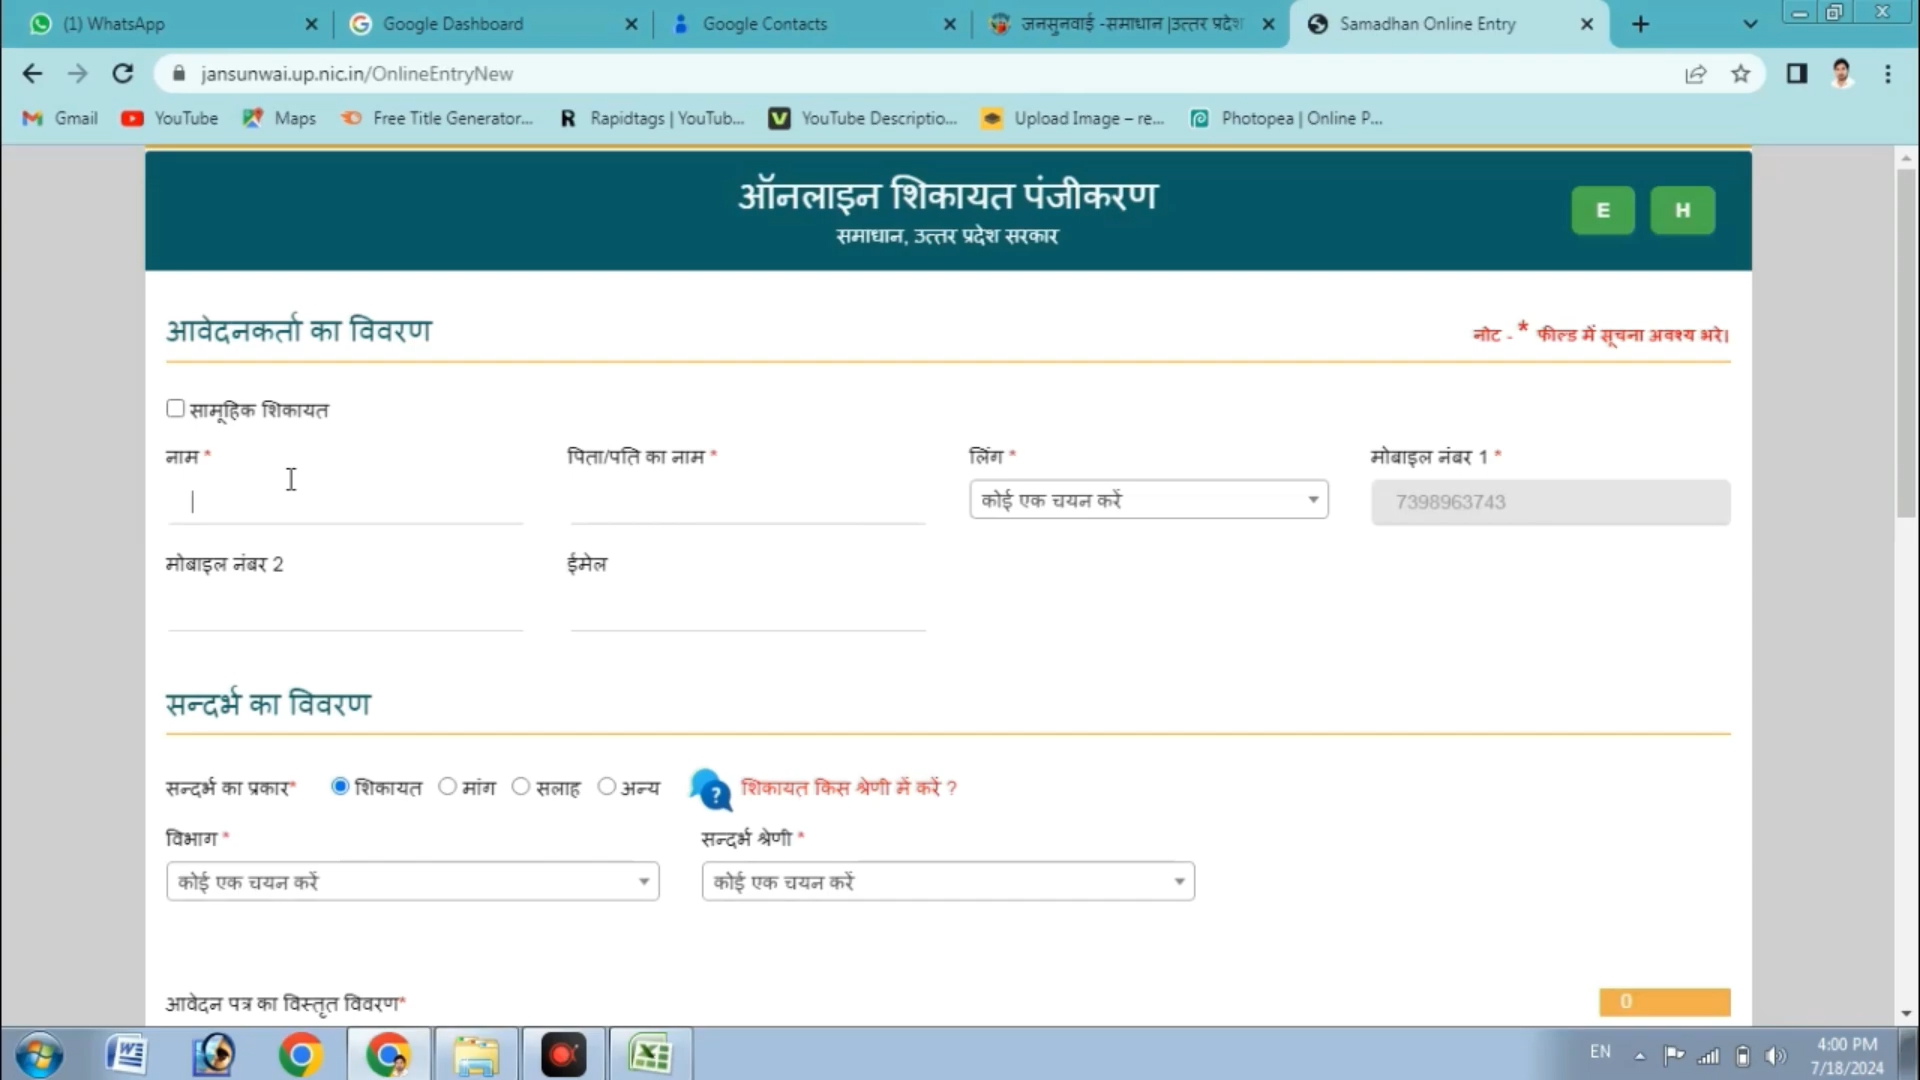 (1) WhatsApp
Google Dashboard
Google Contacts
जनसुनवाई -समाधान |उत्तर प्रदेश
Samadhan Online Entry
jansunwai.up.nic.in/OnlineEntryNew
Gmail
YouTube
Maps
Free Title Generator...
Rapidtags | YouTub...
YouTube Descriptio...
Upload Image – re...
Photopea | Online P...
ऑनलाइन शिकायत पंजीकरण
समाधान, उत्तर प्रदेश सरकार
E
H
आवेदनकर्ता का विवरण
नोट - * फील्ड में सूचना अवश्य भरे।
सामूहिक शिकायत
नाम *
पिता/पति का नाम *
लिंग *
मोबाइल नंबर 1 *
कोई एक चयन करें
7398963743
मोबाइल नंबर 2
ईमेल
सन्दर्भ का विवरण
सन्दर्भ का प्रकार*
शिकायत
मांग
सलाह
अन्य
शिकायत किस श्रेणी में करें ?
विभाग *
सन्दर्भ श्रेणी *
कोई एक चयन करें
कोई एक चयन करें
आवेदन पत्र का विस्तृत विवरण*
0
EN
4:00 PM
7/18/2024